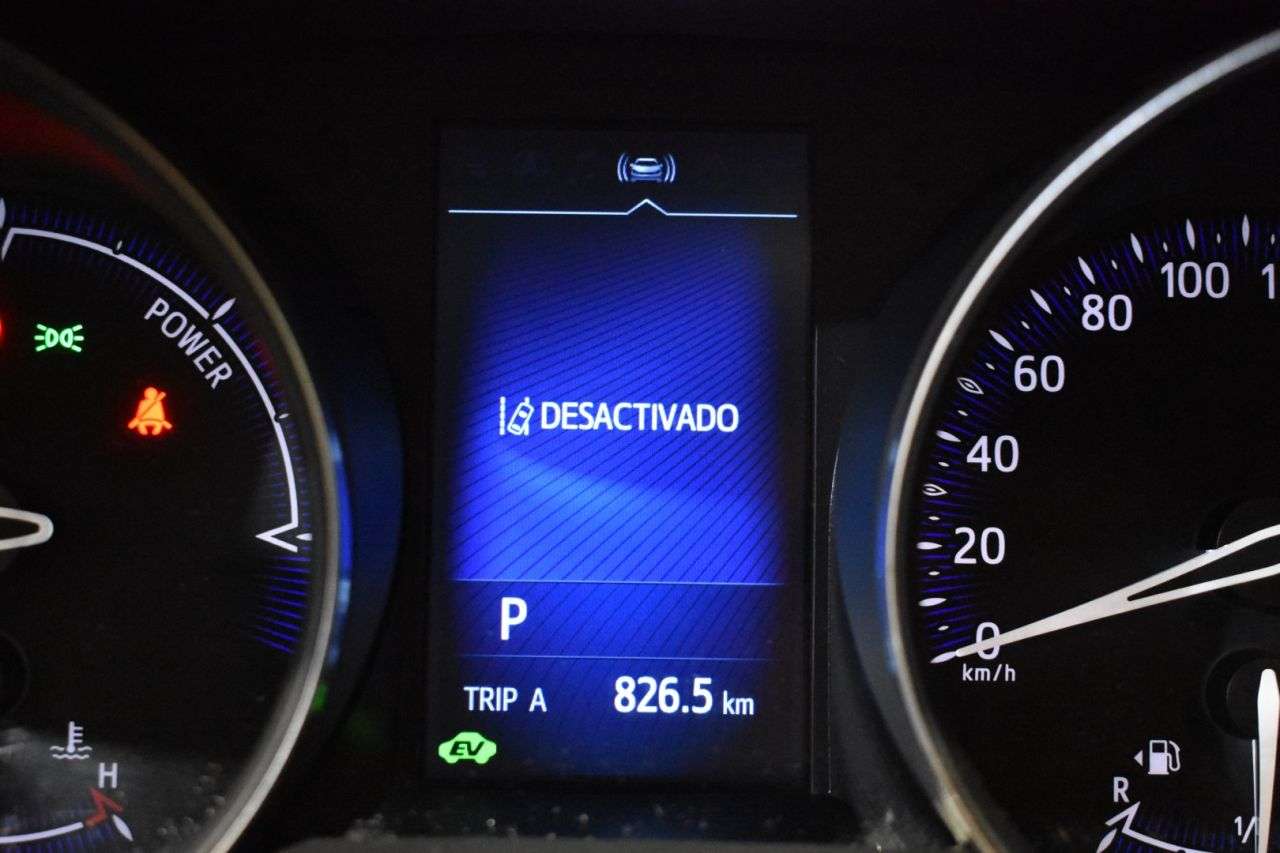 POWER
H
DESACTIVADO
P
TRIP A 826.5 km
EV
100
80
60
40
20
0
km/h
R